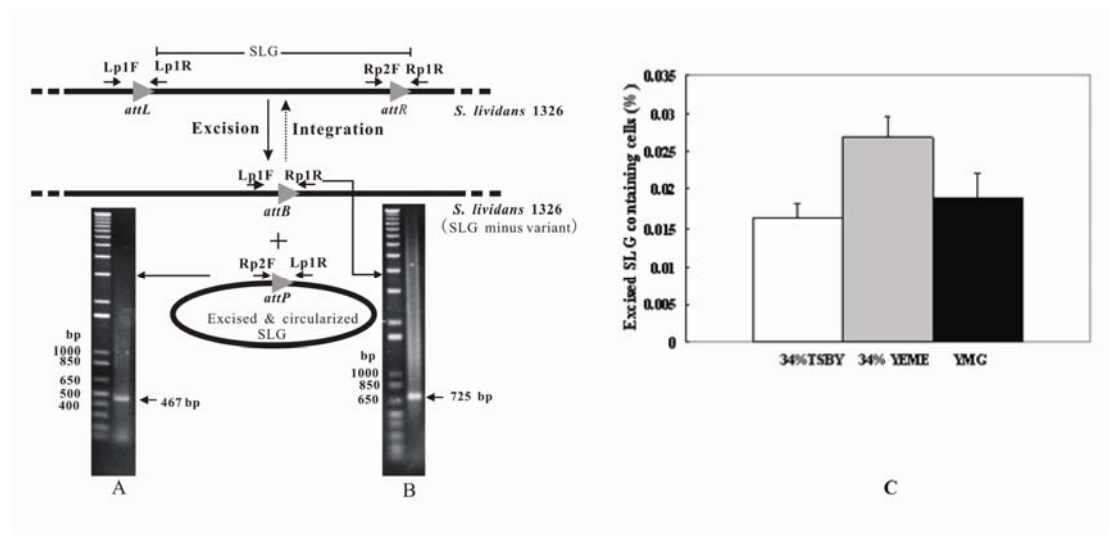 SLG
Lp1F Lp1R Rp2F Rp1R
attL attR S. lividans 1326
Excision Integration
Lp1F Rp1R
attB S. lividans 1326
(SLG minus variant)
+
Rp2F Lp1R
attP
Excised & circularized
SLG
bp
1000
850
650
500
400
467 bp
A
bp
1000
850
650
725 bp
B
Excised SLG containing cells (%)
0.035
0.03
0.025
0.02
0.015
0.01
0.005
0
34%TSBY 34% YEME YMG
C